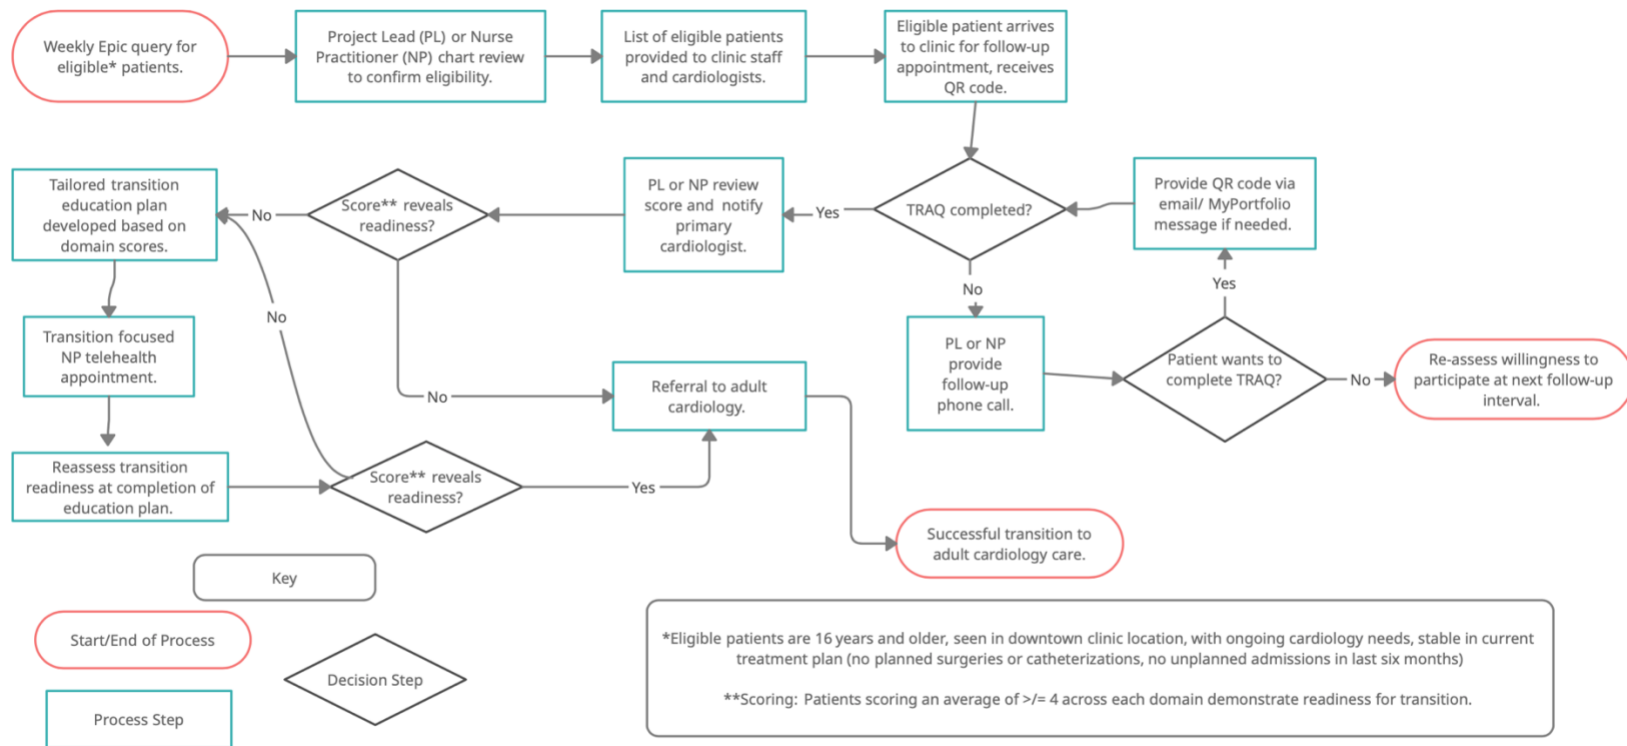 Weekly Epic query for
eligible* patients.
Project Lead (PL) or Nurse
Practitioner (NP) chart review
to confirm eligibility.
List of eligible patients
provided to clinic staff
and cardiologists.
Eligible patient arrives
to clinic for follow-up
appointment, receives
QR code.
Tailored transition
education plan
developed based on
domain scores.
No
Score** reveals
readiness?
PL or NP review
score and notify
primary
cardiologist.
Yes
TRAQ completed?
Provide QR code via
email/ MyPortfolio
message if needed.
No
Yes
No
Transition focused
NP telehealth
appointment.
PL or NP
provide
follow-up
phone call.
Patient wants to
complete TRAQ?
No
Re-assess willingness to
participate at next follow-up
interval.
No
Referral to adult
cardiology.
Reassess transition
readiness at completion of
education plan.
Score** reveals
readiness?
Yes
Successful transition to
adult cardiology care.
Key
Start/End of Process
Decision Step
Process Step
*Eligible patients are 16 years and older, seen in downtown clinic location, with ongoing cardiology needs, stable in current
treatment plan (no planned surgeries or catheterizations, no unplanned admissions in last six months)
**Scoring: Patients scoring an average of >/= 4 across each domain demonstrate readiness for transition.